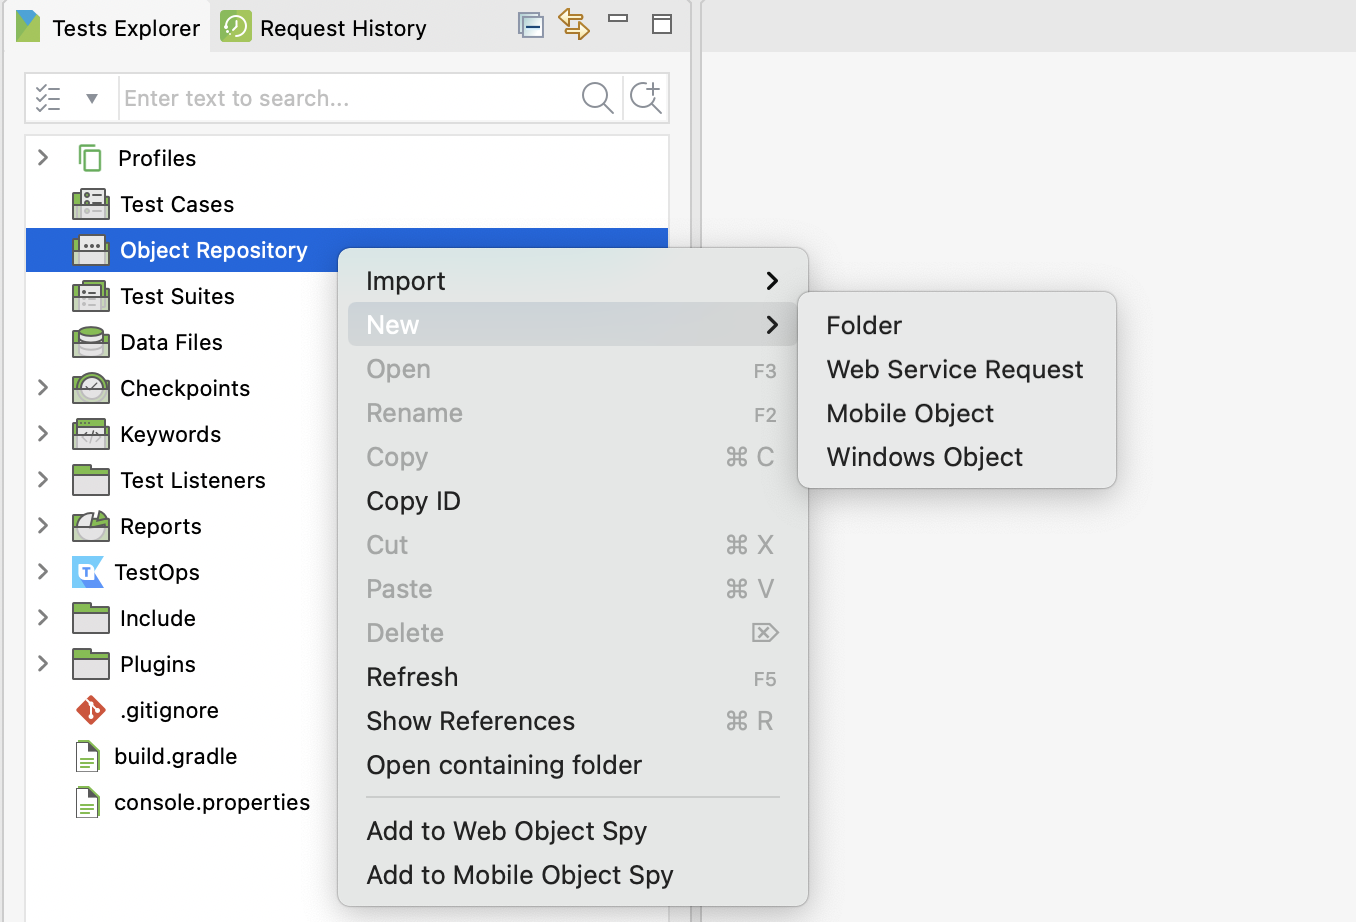 Tests Explorer
Request History
Enter text to search...
Profiles
Test Cases
Object Repository
Test Suites
Data Files
Checkpoints
Keywords
Test Listeners
Reports
TestOps
Include
Plugins
.gitignore
build.gradle
console.properties
Import
New
Open F3
Rename F2
Copy ⌘ C
Copy ID
Cut ⌘ X
Paste ⌘ V
Delete ⌦
Refresh F5
Show References ⌘ R
Open containing folder
Add to Web Object Spy
Add to Mobile Object Spy
Folder
Web Service Request
Mobile Object
Windows Object